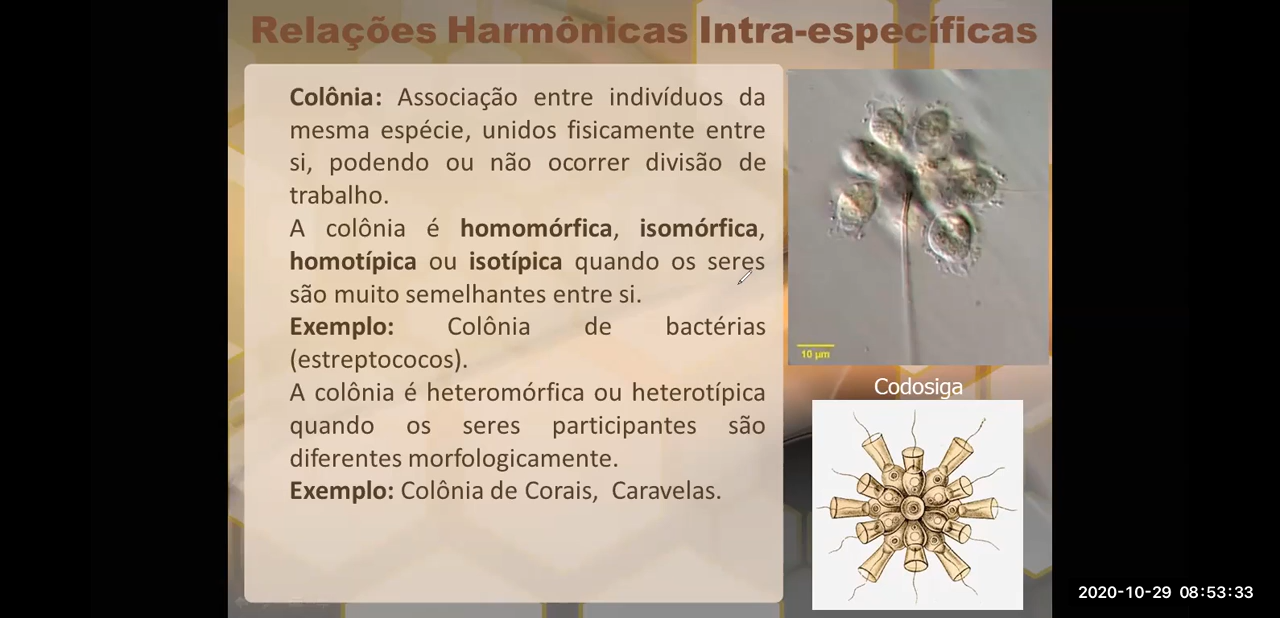 Relações Harmônicas Intra-específicas
Colônia: Associação entre indivíduos da
mesma espécie, unidos fisicamente entre
si, podendo ou não ocorrer divisão de
trabalho.
A colônia é homomórfica, isomórfica,
homotípica ou isotípica quando os seres
são muito semelhantes entre si.
Exemplo: Colônia de bactérias
(estreptococos).
A colônia é heteromórfica ou heterotípica
quando os seres participantes são
diferentes morfologicamente.
Exemplo: Colônia de Corais, Caravelas.
10 µm
Codosiga
2020-10-29 08:53:33